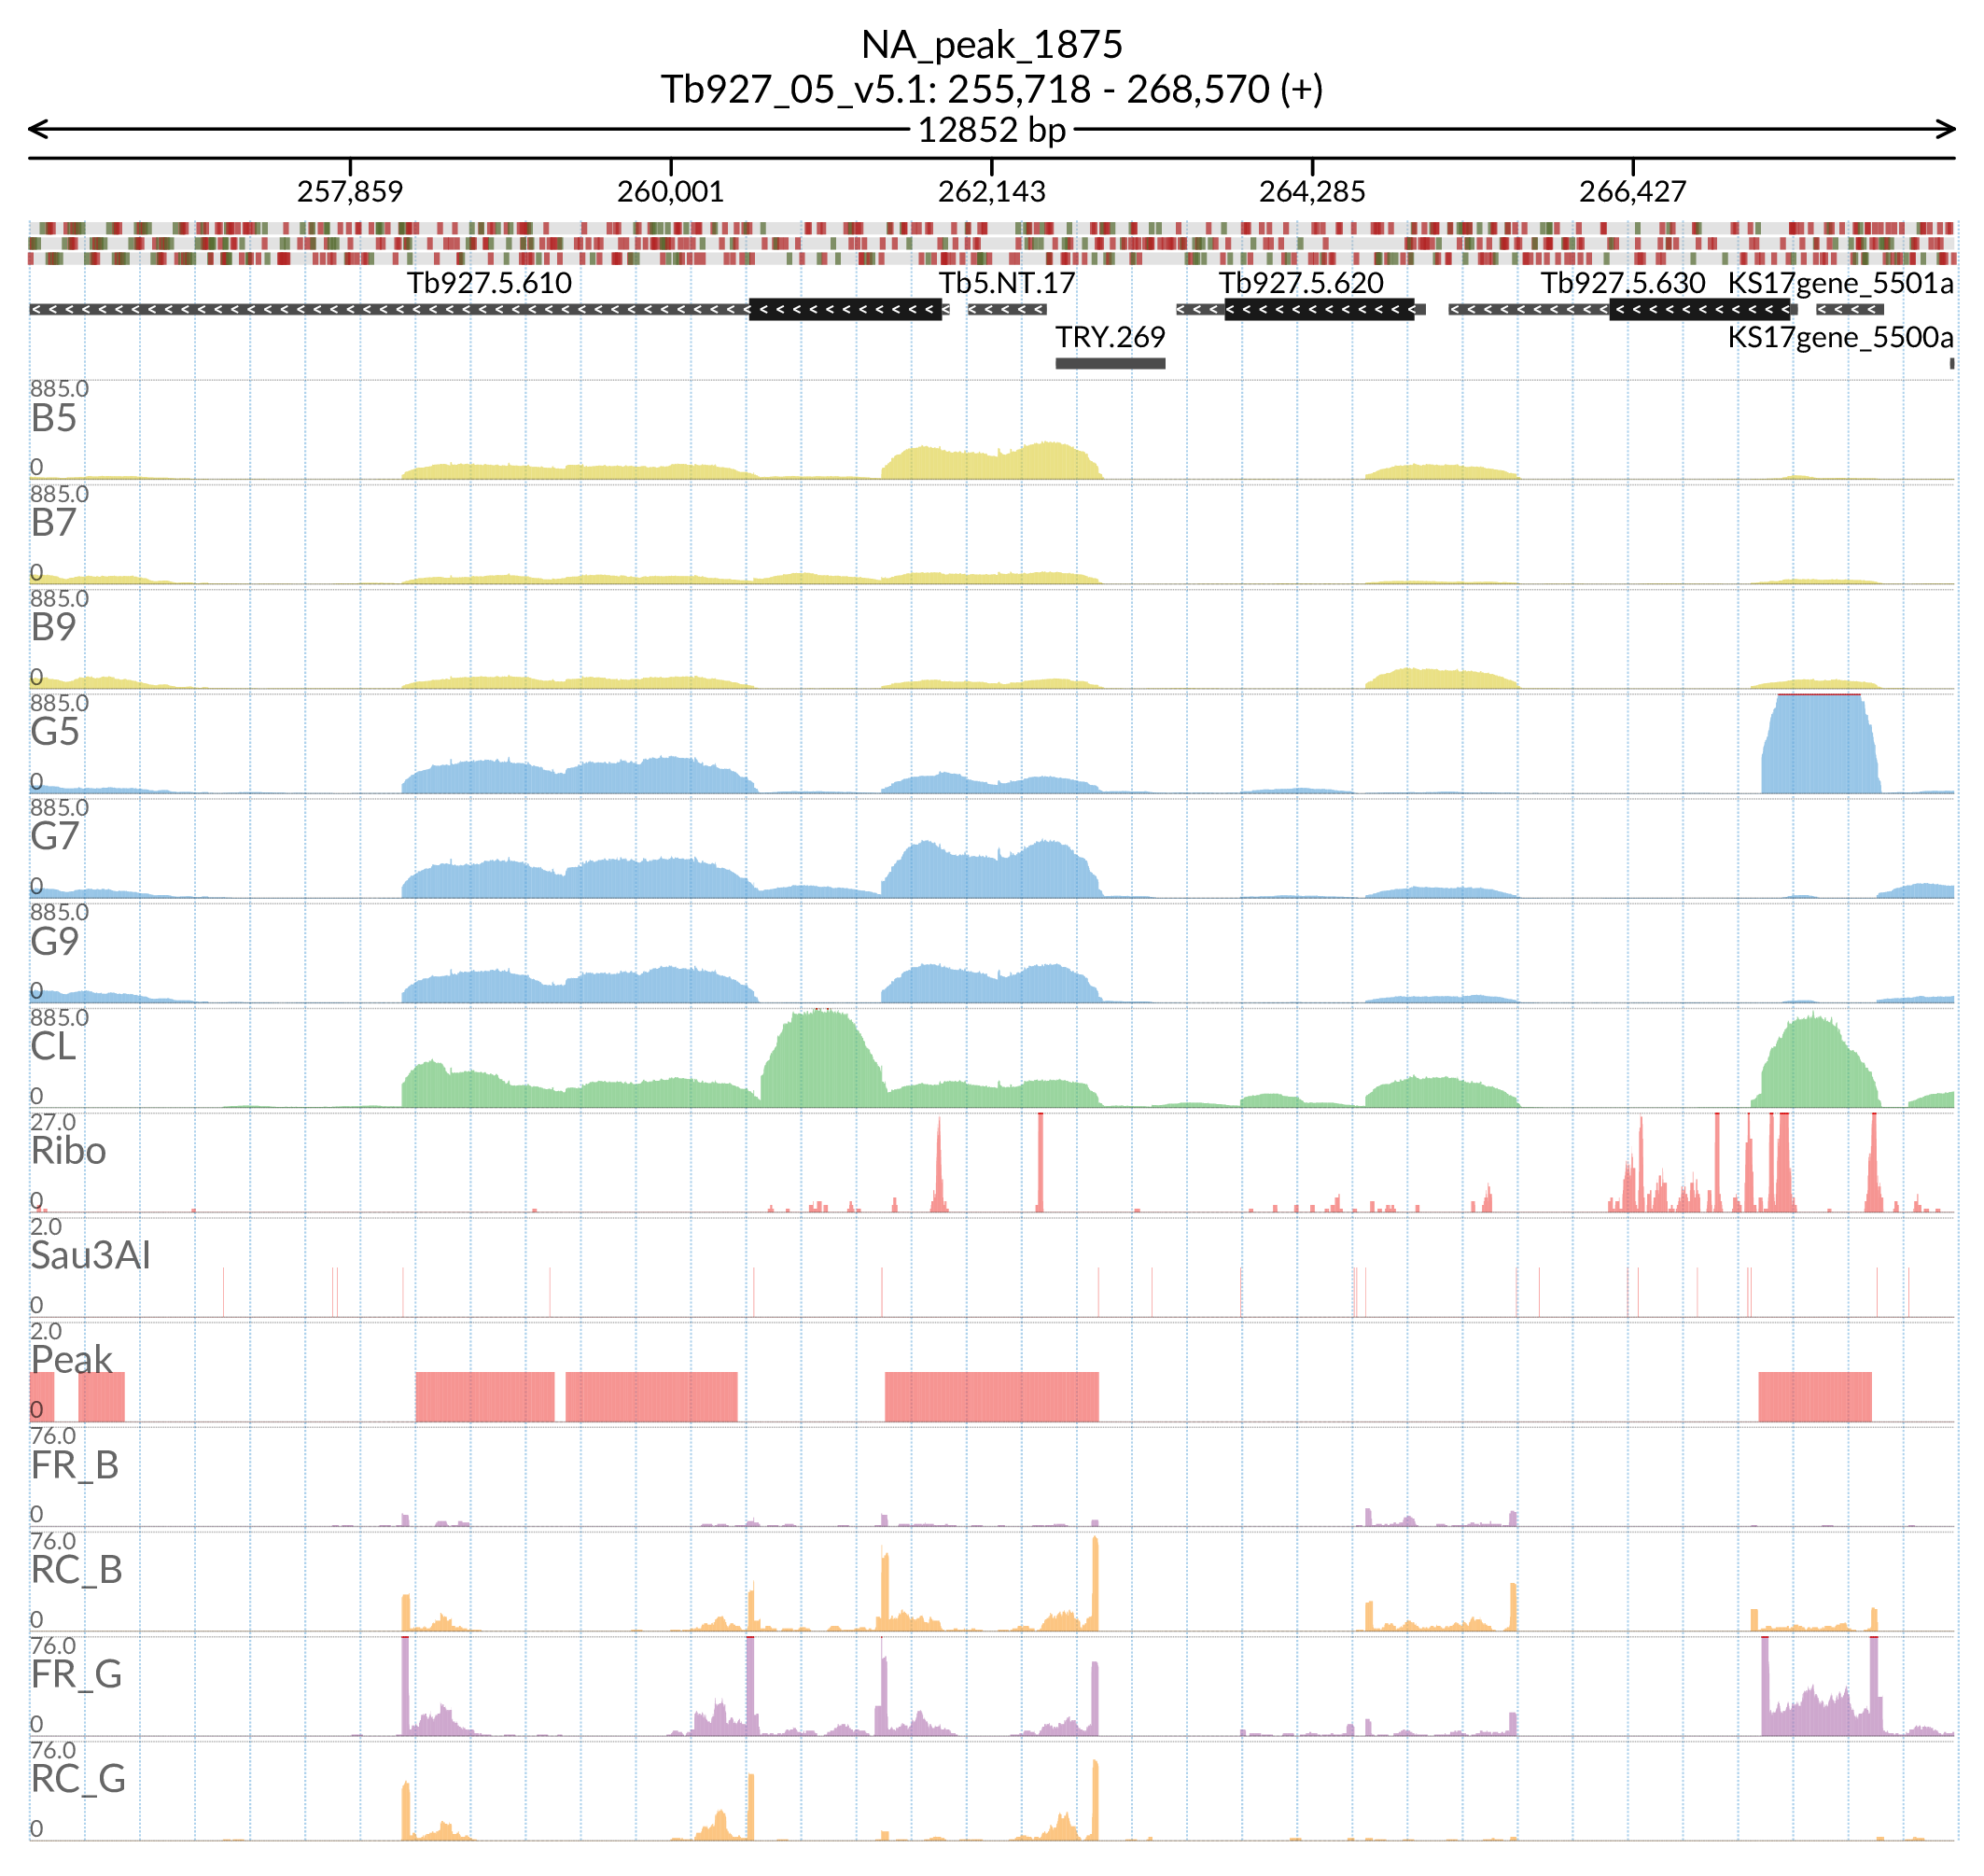 NA_peak_1875
Tb927_05_v5.1: 255,718 - 268,570 (+)
12852 bp
257,859 260,001 262,143 264,285 266,427
Tb927.5.610 Tb5.NT.17 Tb927.5.620 Tb927.5.630 KS17gene_5501a
TRY.269 KS17gene_5500a
885.0
B5
0
885.0
B7
0
885.0
B9
0
885.0
G5
0
885.0
G7
0
885.0
G9
0
885.0
CL
0
27.0
Ribo
0
2.0
Sau3AI
0
2.0
Peak
0
76.0
FR_B
0
76.0
RC_B
0
76.0
FR_G
0
76.0
RC_G
0